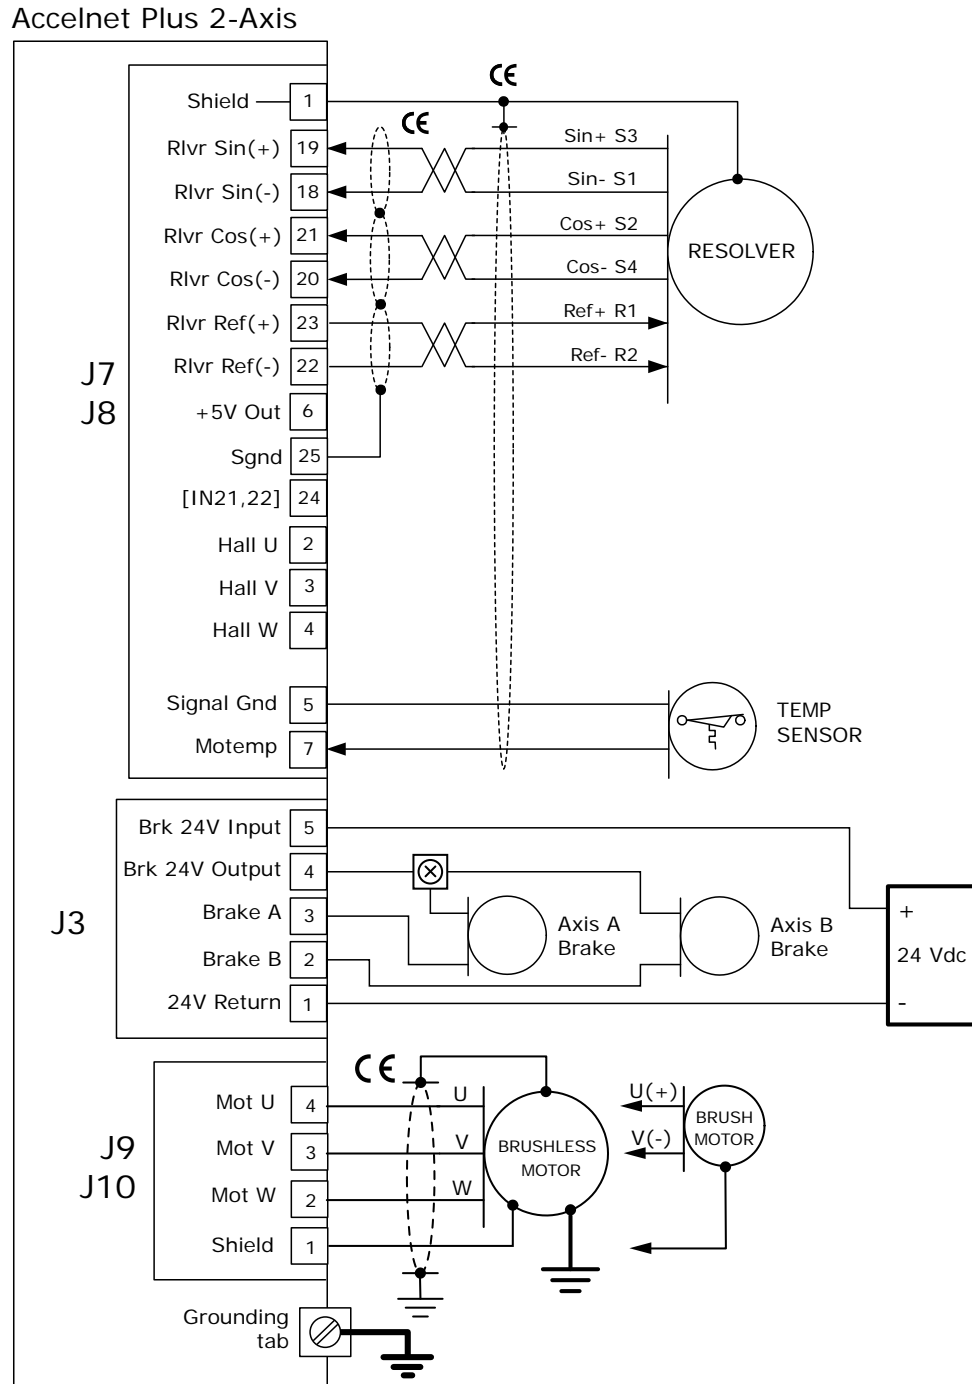 Accelnet Plus 2-Axis
CE
Shield 1
CE
Rlvr Sin(+) 19 Sin+ S3
Rlvr Sin(-) 18 Sin- S1
Rlvr Cos(+) 21 Cos+ S2
RESOLVER
Rlvr Cos(-) 20 Cos- S4
Rlvr Ref(+) 23 Ref+ R1
Rlvr Ref(-) 22 Ref- R2
J7
J8
+5V Out 6
Sgnd 25
[IN21,22] 24
Hall U 2
Hall V 3
Hall W 4
Signal Gnd 5
Motemp 7
TEMP
SENSOR
Brk 24V Input 5
Brk 24V Output 4
J3
Brake A 3
Brake B 2
24V Return 1
Axis A
Brake
Axis B
Brake
+
24 Vdc
-
CE
Mot U 4 U
Mot V 3 V
Mot W 2 W
Shield 1
J9
J10
BRUSHLESS
MOTOR
U(+)
V(-)
BRUSH
MOTOR
Grounding
tab